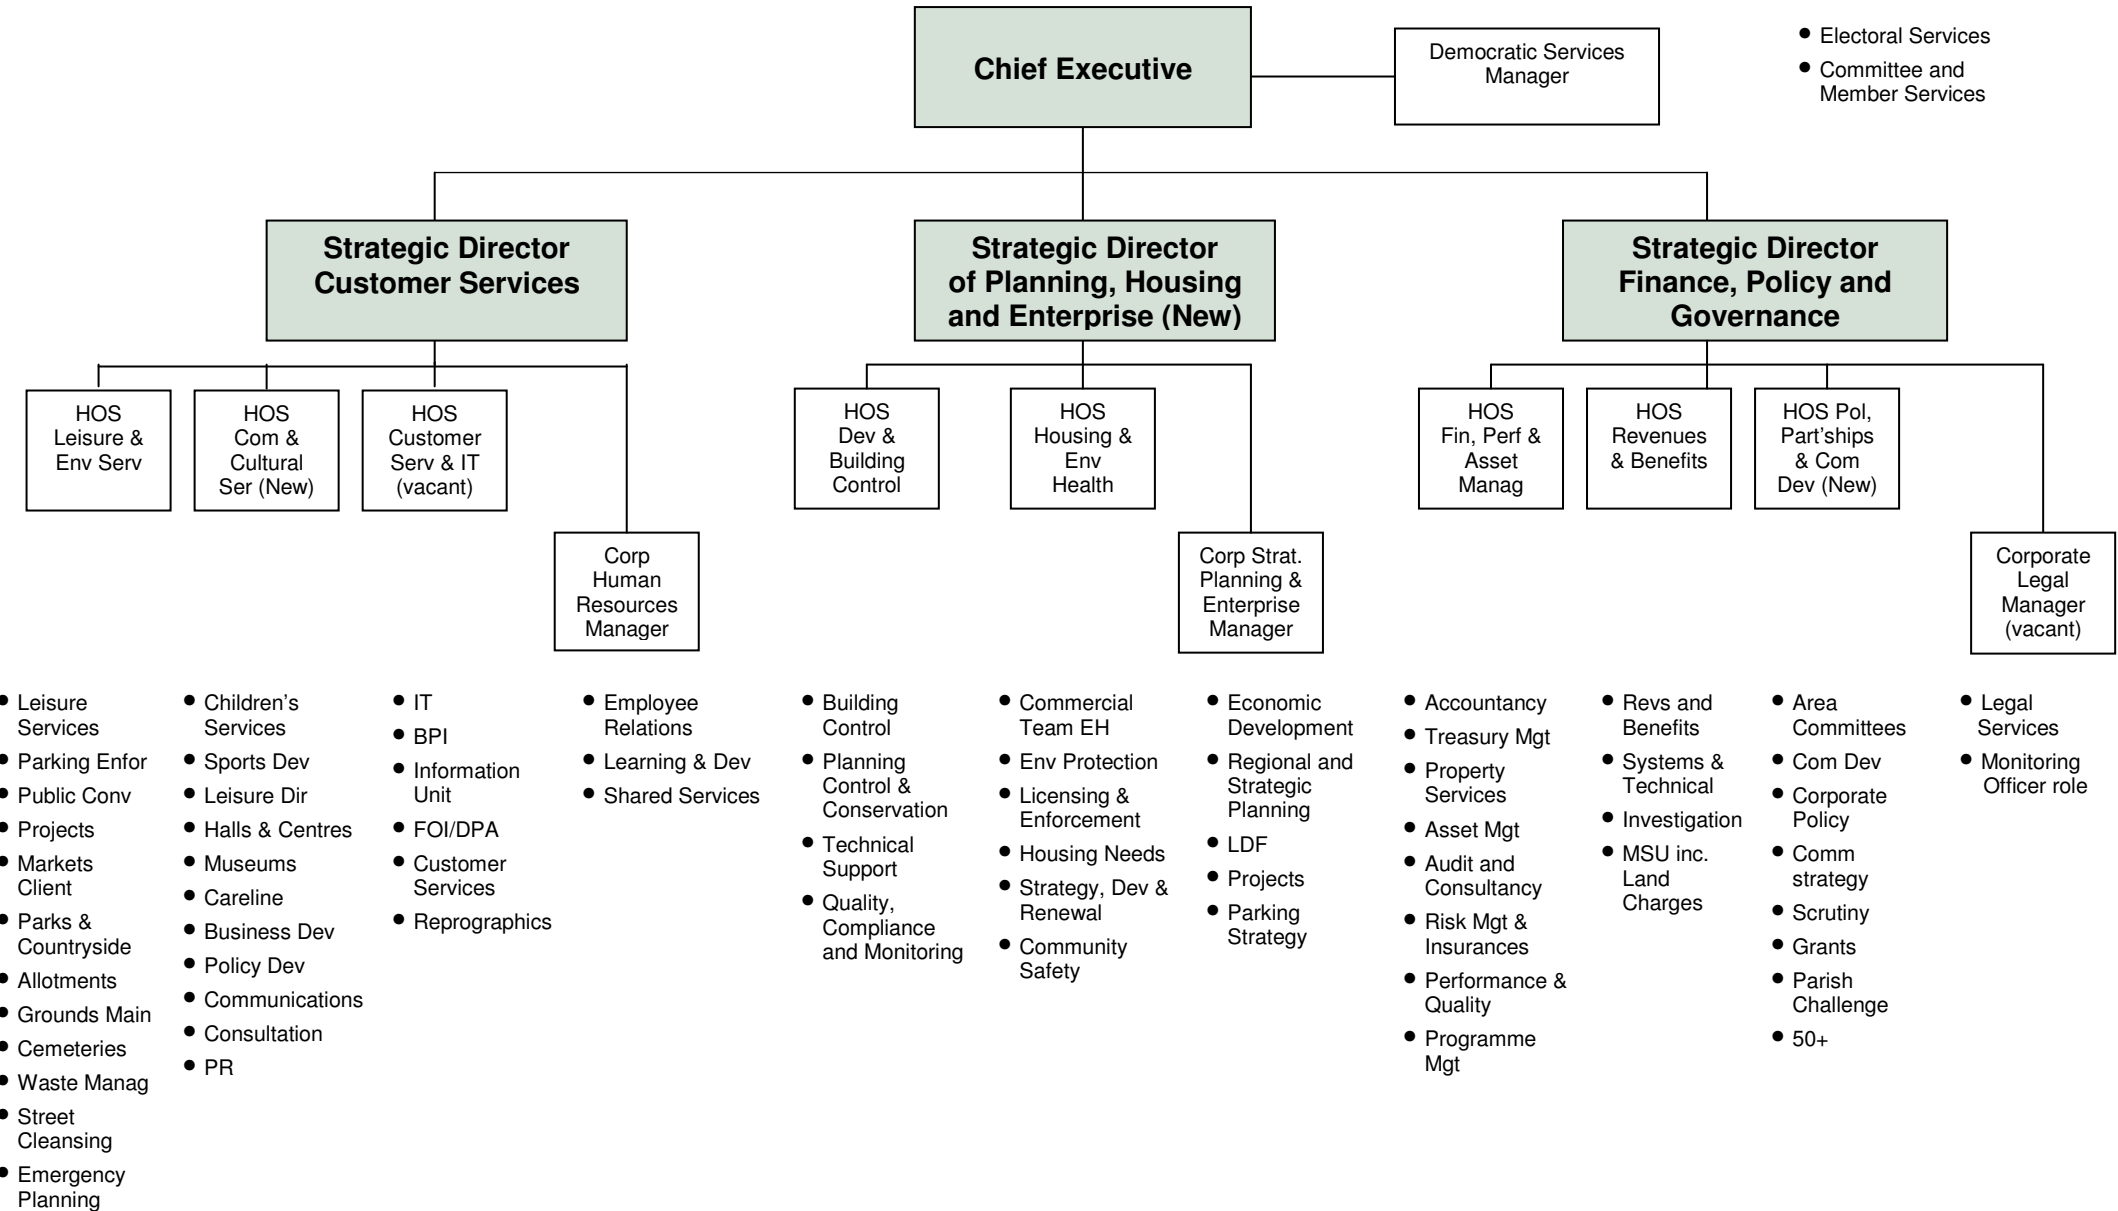 Chief Executive
Democratic Services
Manager
• Electoral Services
• Committee and
Member Services
Strategic Director
Customer Services
Strategic Director
of Planning, Housing
and Enterprise (New)
Strategic Director
Finance, Policy and
Governance
HOS
Leisure &
Env Serv
HOS
Com &
Cultural
Ser (New)
HOS
Customer
Serv & IT
(vacant)
Corp
Human
Resources
Manager
HOS
Dev &
Building
Control
HOS
Housing &
Env
Health
Corp Strat.
Planning &
Enterprise
Manager
HOS
Fin, Perf &
Asset
Manag
HOS
Revenues
& Benefits
HOS Pol,
Part'ships
& Com
Dev (New)
Corporate
Legal
Manager
(vacant)
• Leisure
Services
• Parking Enfor
• Public Conv
• Projects
• Markets
Client
• Parks &
Countryside
• Allotments
• Grounds Main
• Cemeteries
• Waste Manag
• Street
Cleansing
• Emergency
Planning
• Children's
Services
• Sports Dev
• Leisure Dir
• Halls & Centres
• Museums
• Careline
• Business Dev
• Policy Dev
• Communications
• Consultation
• PR
• IT
• BPI
• Information
Unit
• FOI/DPA
• Customer
Services
• Reprographics
• Employee
Relations
• Learning & Dev
• Shared Services
• Building
Control
• Planning
Control &
Conservation
• Technical
Support
• Quality,
Compliance
and Monitoring
• Commercial
Team EH
• Env Protection
• Licensing &
Enforcement
• Housing Needs
• Strategy, Dev &
Renewal
• Community
Safety
• Economic
Development
• Regional and
Strategic
Planning
• LDF
• Projects
• Parking
Strategy
• Accountancy
• Treasury Mgt
• Property
Services
• Asset Mgt
• Audit and
Consultancy
• Risk Mgt &
Insurances
• Performance &
Quality
• Programme
Mgt
• Revs and
Benefits
• Systems &
Technical
• Investigation
• MSU inc.
Land
Charges
• Area
Committees
• Com Dev
• Corporate
Policy
• Comm
strategy
• Scrutiny
• Grants
• Parish
Challenge
• 50+
• Legal
Services
• Monitoring
Officer role